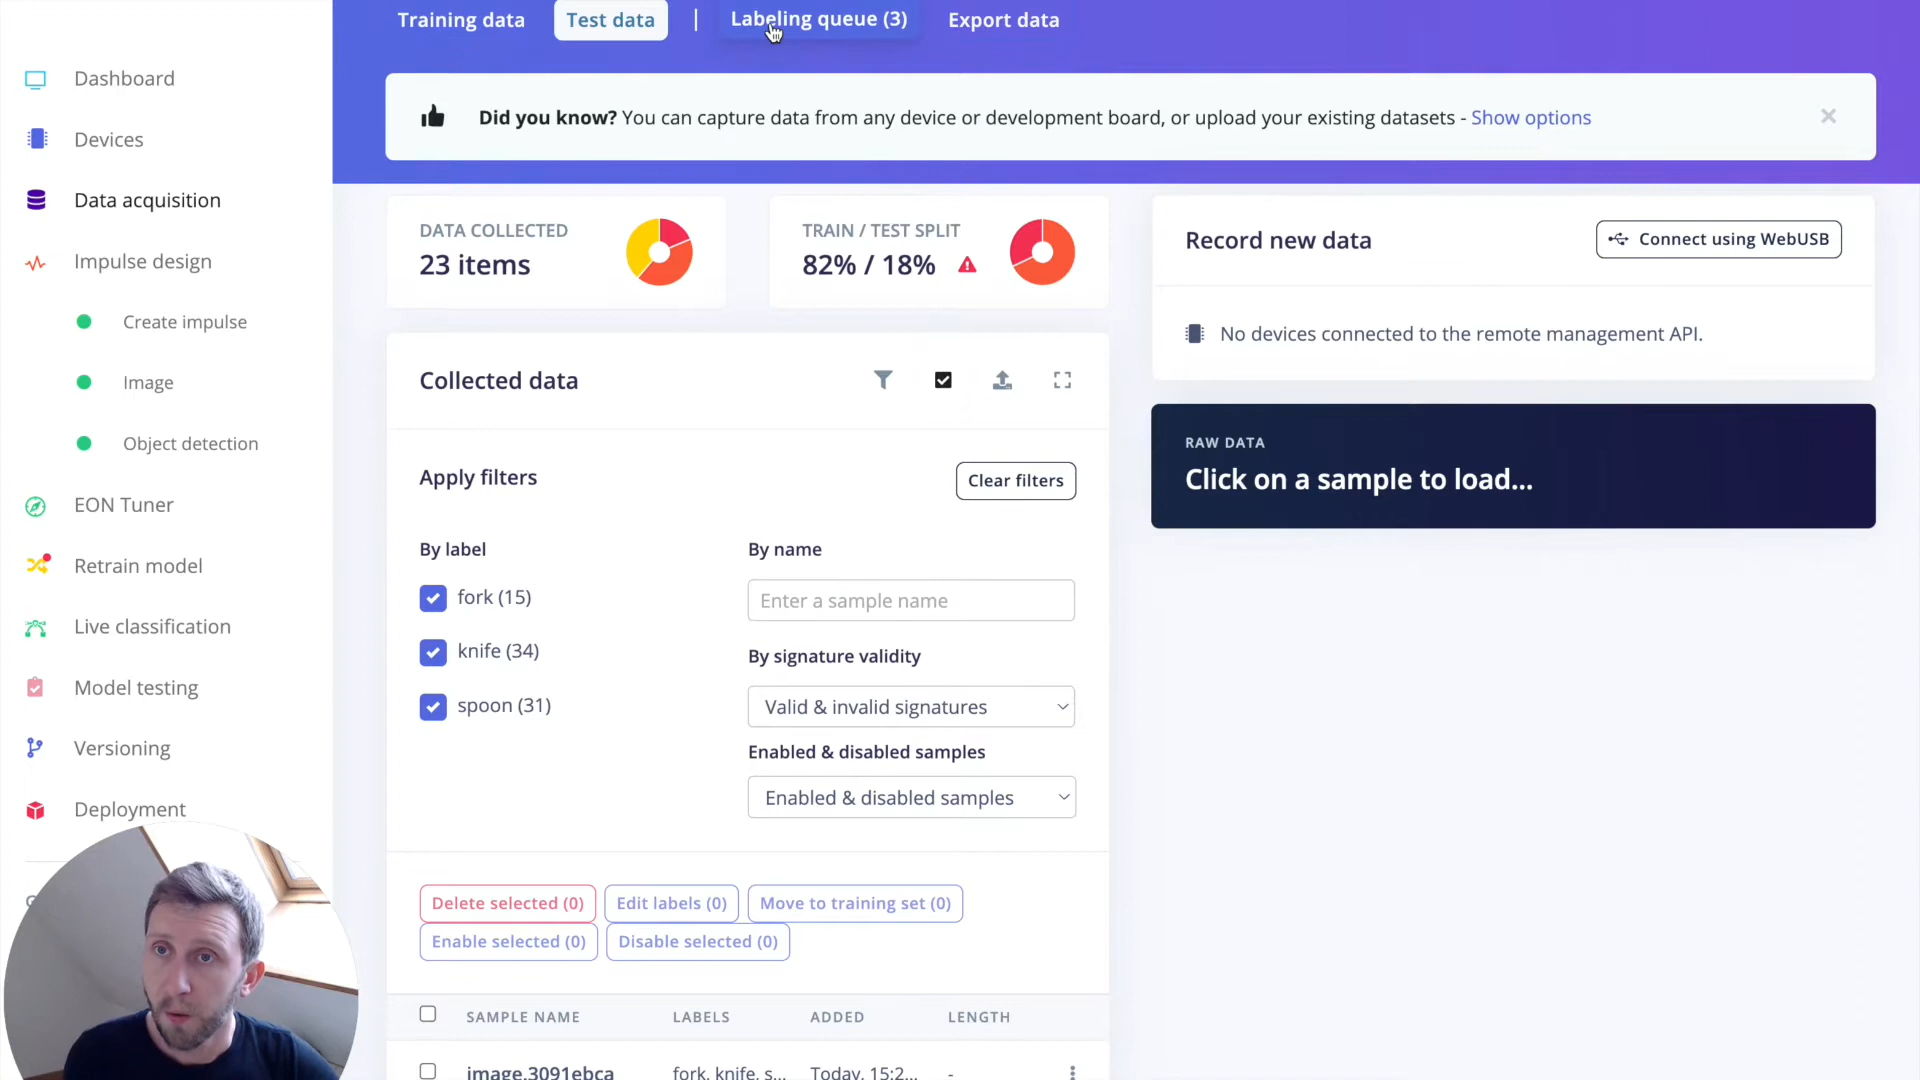 Training data
Test data
|
Labeling queue (3)
Export data
Dashboard
Devices
Data acquisition
Impulse design
Create impulse
Image
Object detection
EON Tuner
Retrain model
Live classification
Model testing
Versioning
Deployment
Did you know? You can capture data from any device or development board, or upload your existing datasets - Show options
DATA COLLECTED
23 items
TRAIN / TEST SPLIT
82% / 18%
Record new data
Connect using WebUSB
No devices connected to the remote management API.
RAW DATA
Click on a sample to load...
Collected data
Apply filters
Clear filters
By label
fork (15)
knife (34)
spoon (31)
By name
Enter a sample name
By signature validity
Valid & invalid signatures
Enabled & disabled samples
Enabled & disabled samples
Delete selected (0)
Edit labels (0)
Move to training set (0)
Enable selected (0)
Disable selected (0)
SAMPLE NAME
LABELS
ADDED
LENGTH
image.3091ebca
fork, knife, s...
Today, 15:2...
-